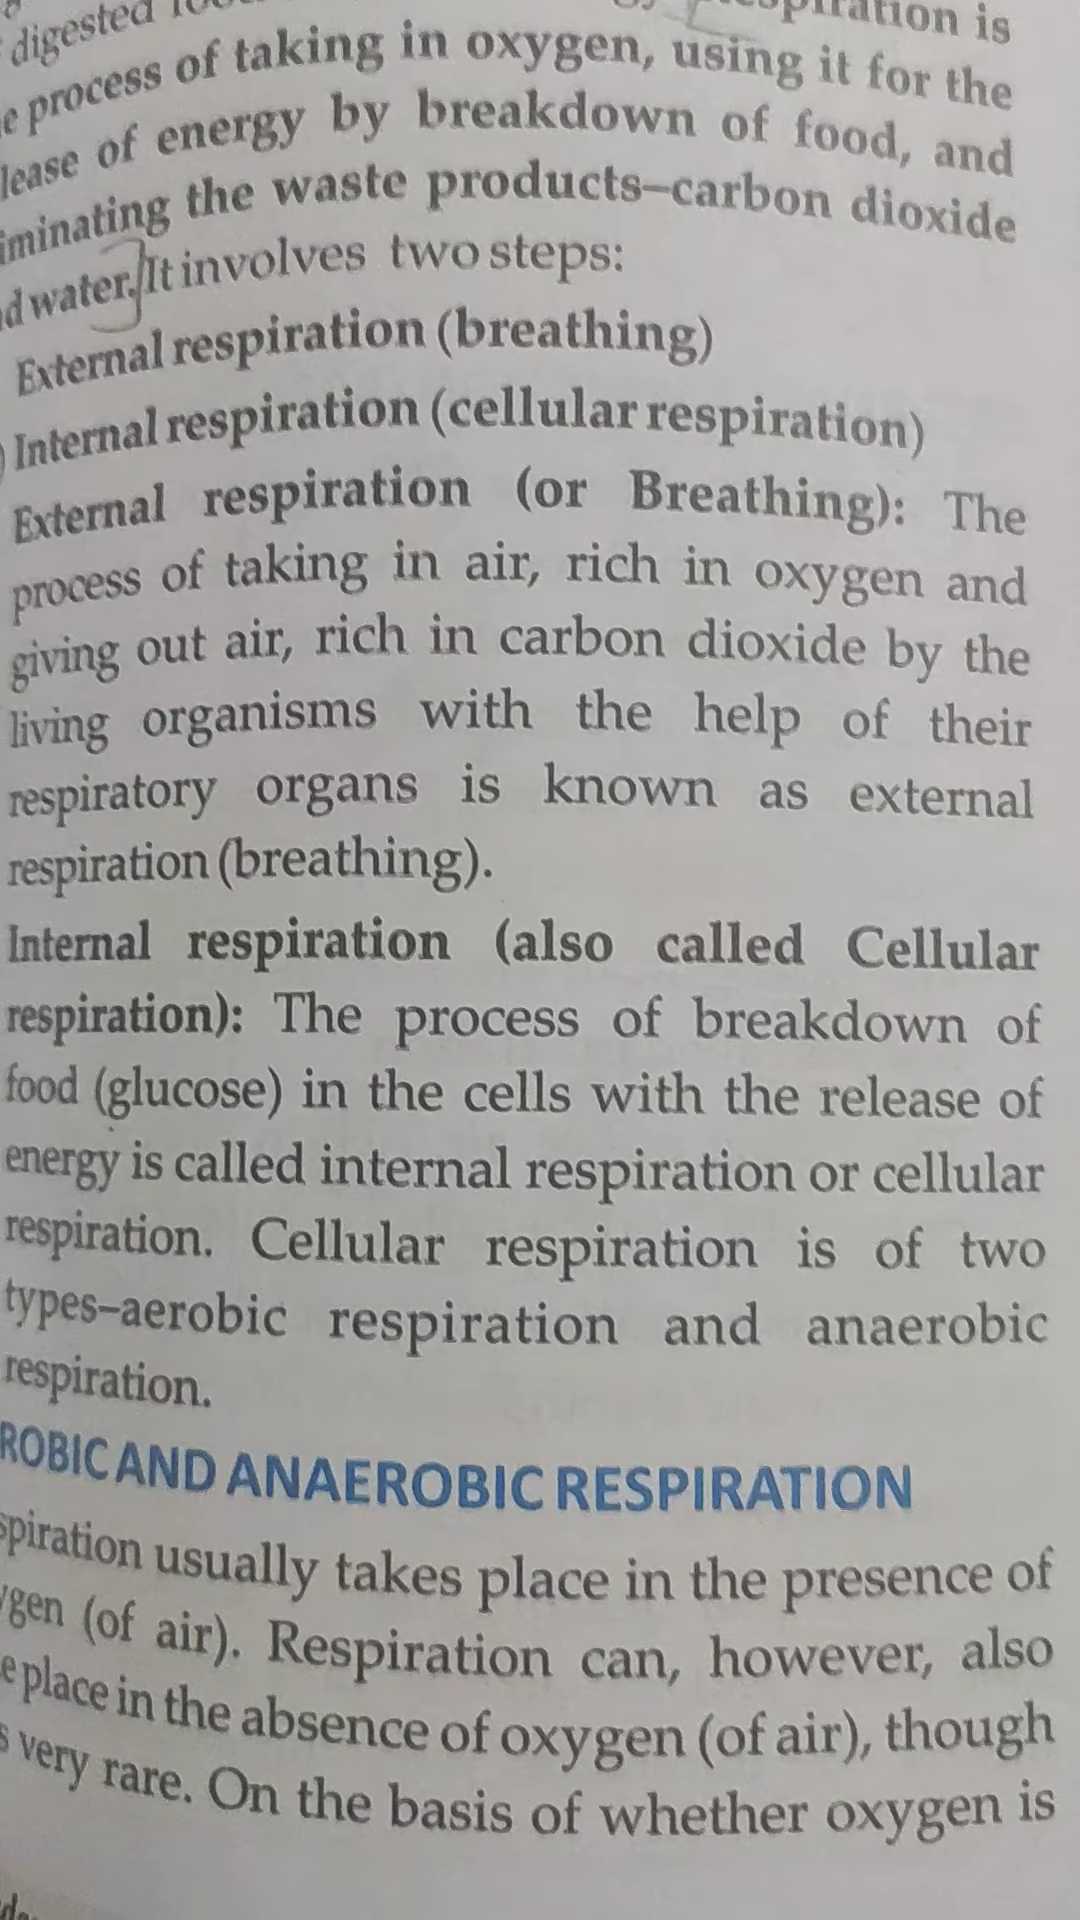 digested
is
process of taking in oxygen, using it for the
of energy by breakdown of food, and
the waste products–carbon dioxide
water. It involves two steps:
External respiration (breathing)
) Internal respiration (cellular respiration)
External respiration (or Breathing): The
process of taking in air, rich in oxygen and
giving out air, rich in carbon dioxide by the
living organisms with the help of their
respiratory organs is known as external
respiration (breathing).
Internal respiration (also called Cellular
respiration): The process of breakdown of
food (glucose) in the cells with the release of
energy is called internal respiration or cellular
respiration. Cellular respiration is of two
types–aerobic respiration and anaerobic
respiration.
ROBIC AND ANAEROBIC RESPIRATION
spiration usually takes place in the presence of
ygen (of air). Respiration can, however, also
e place in the absence of oxygen (of air), though
s very rare. On the basis of whether oxygen is